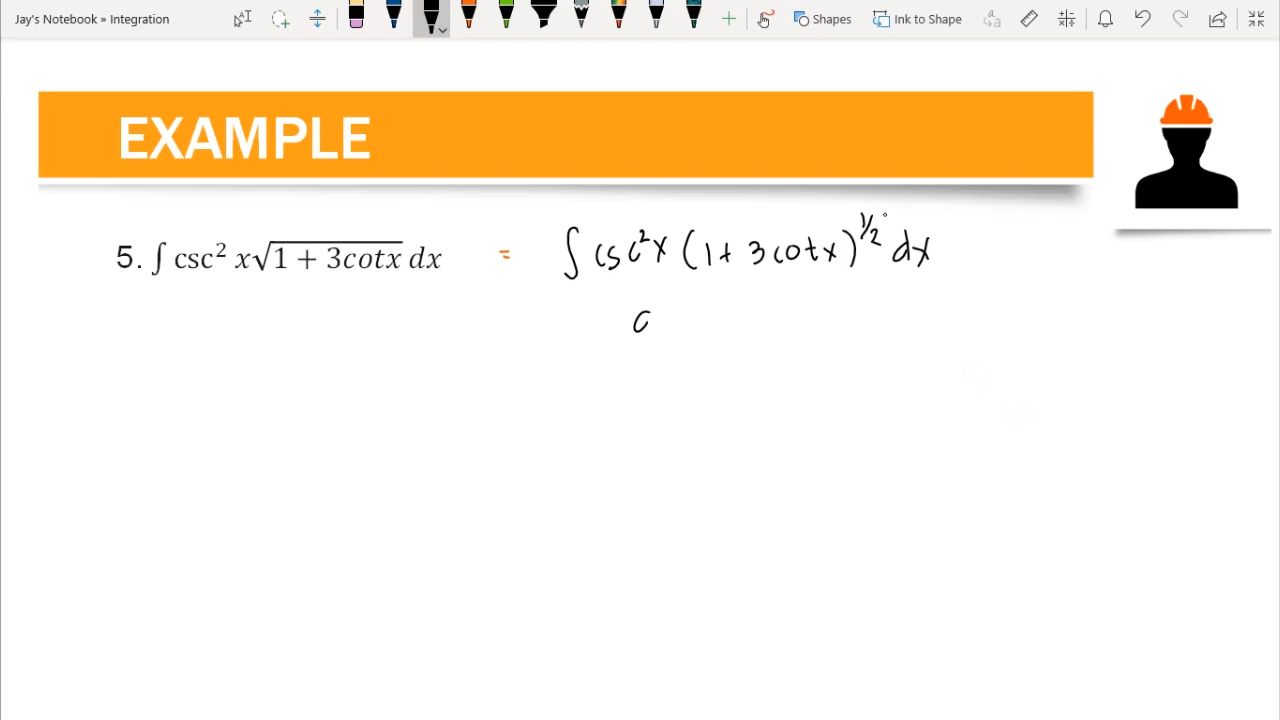 Jay's Notebook » Integration
Shapes
Ink to Shape
EXAMPLE
5. ∫ csc² x√(1 + 3cotx) dx = ∫ csc²x (1 + 3cotx)^½ dx